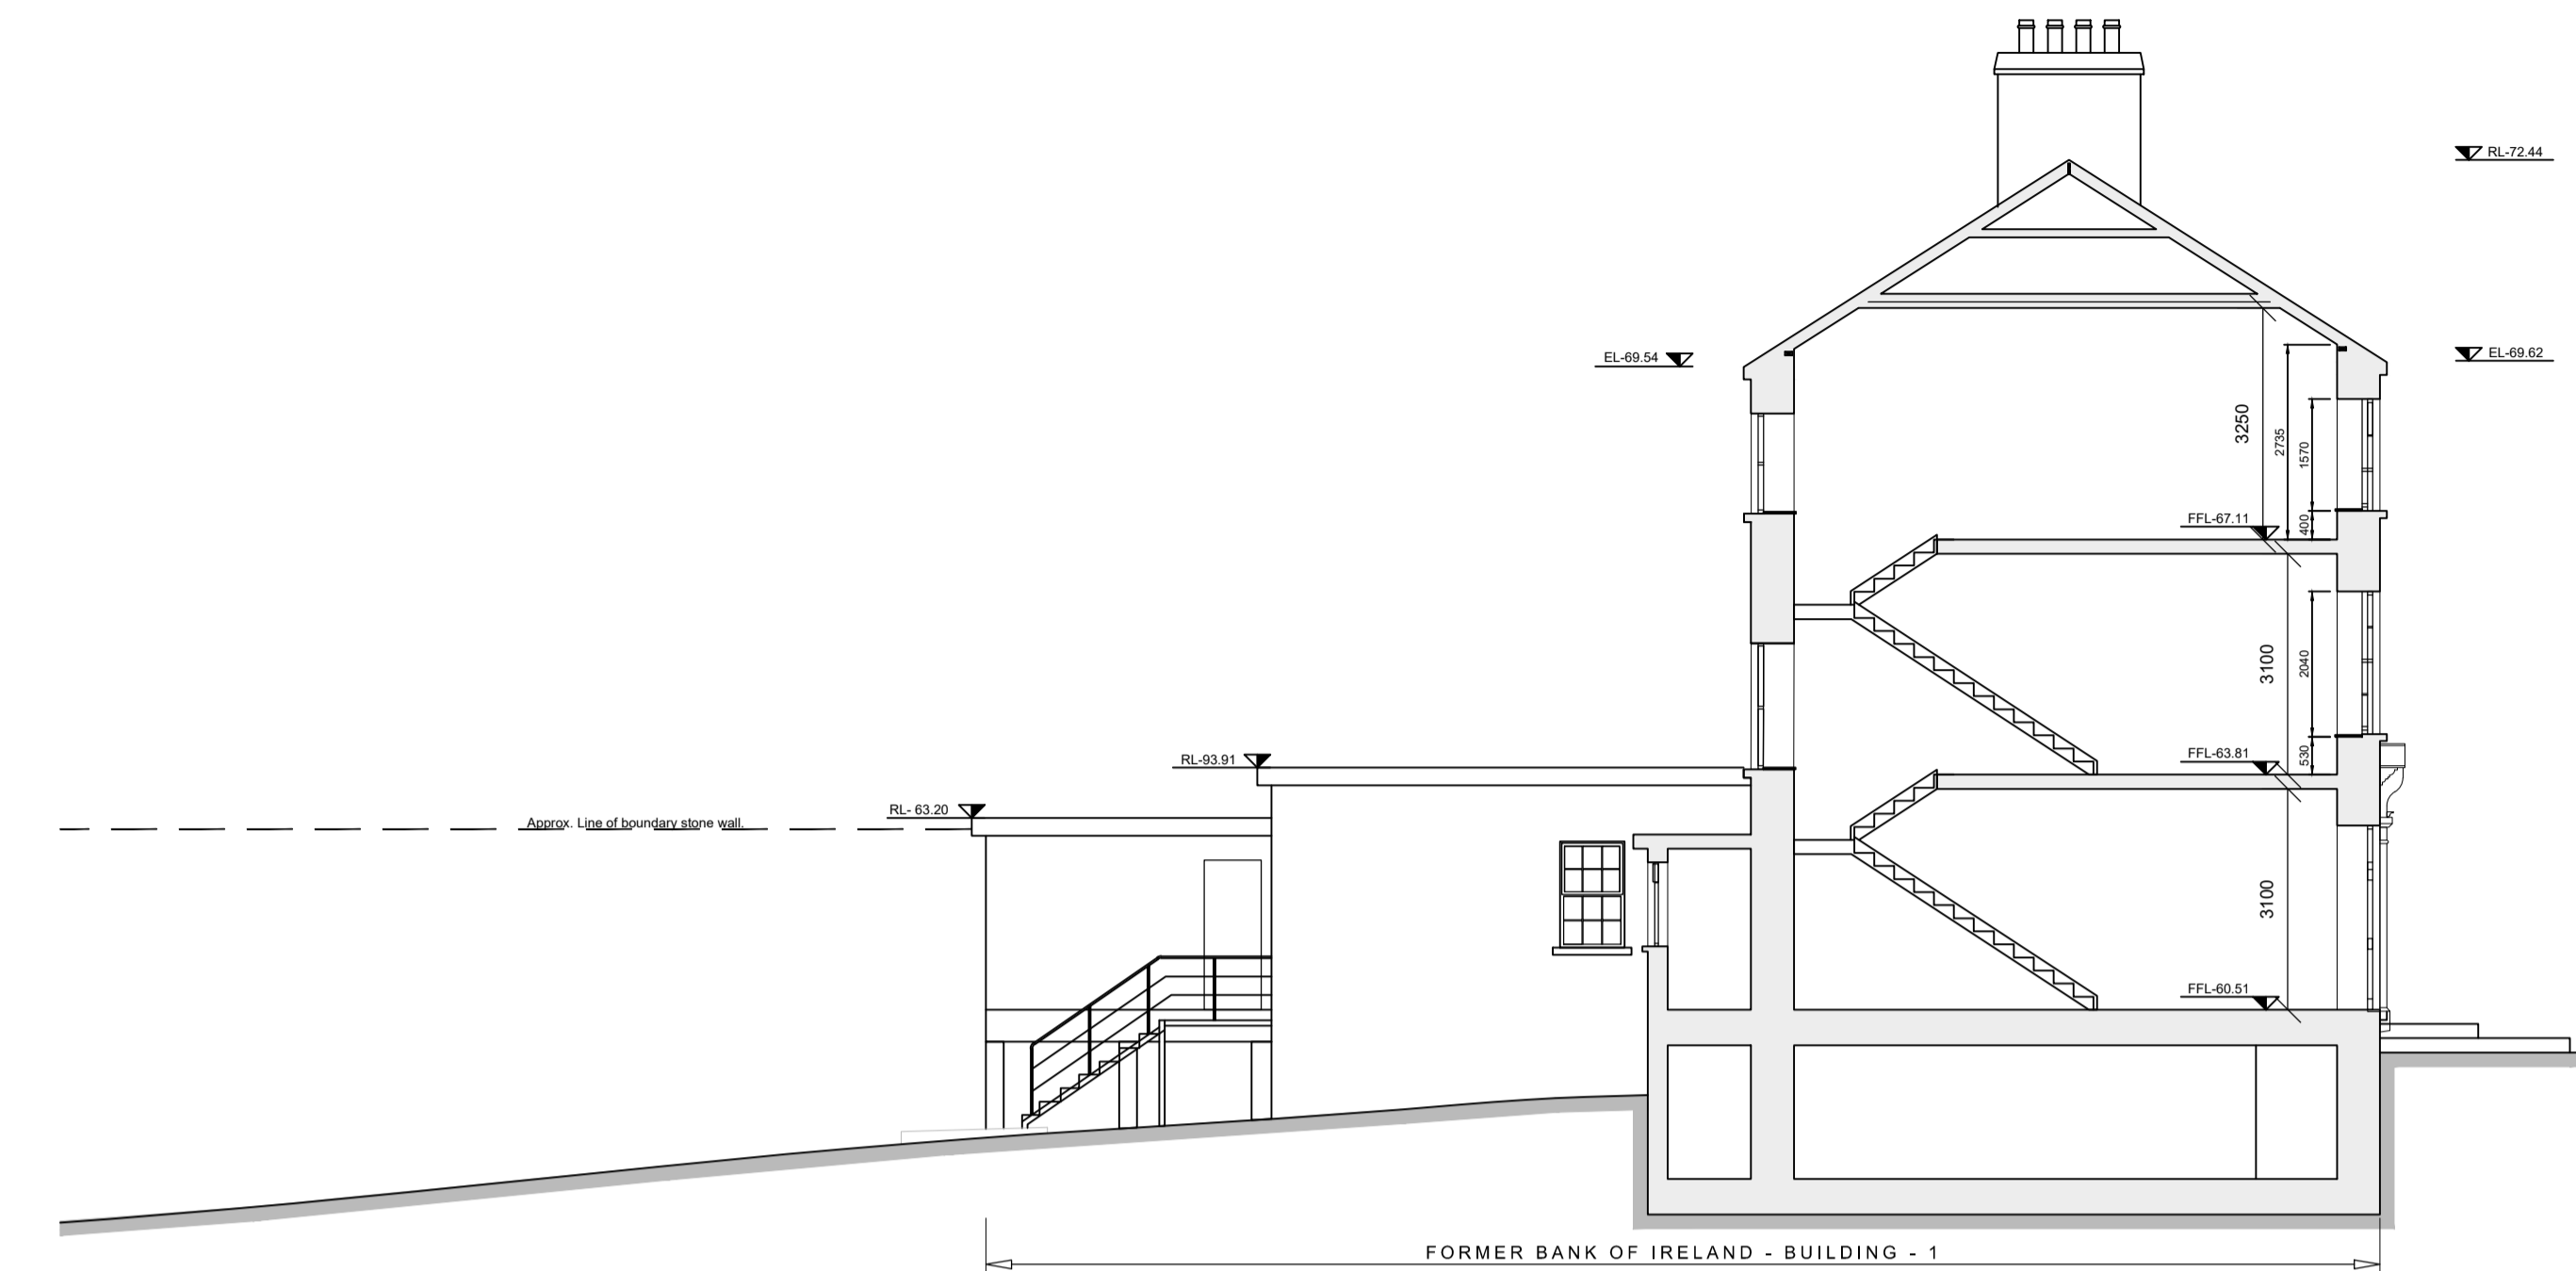 RL-72.44
EL-69.54
EL-69.62
3250
2735
1570
400
FFL-67.11
3100
2040
530
FFL-63.81
RL-93.91
RL- 63.20
Approx. Line of boundary stone wall.
3100
FFL-60.51
FORMER BANK OF IRELAND - BUILDING - 1